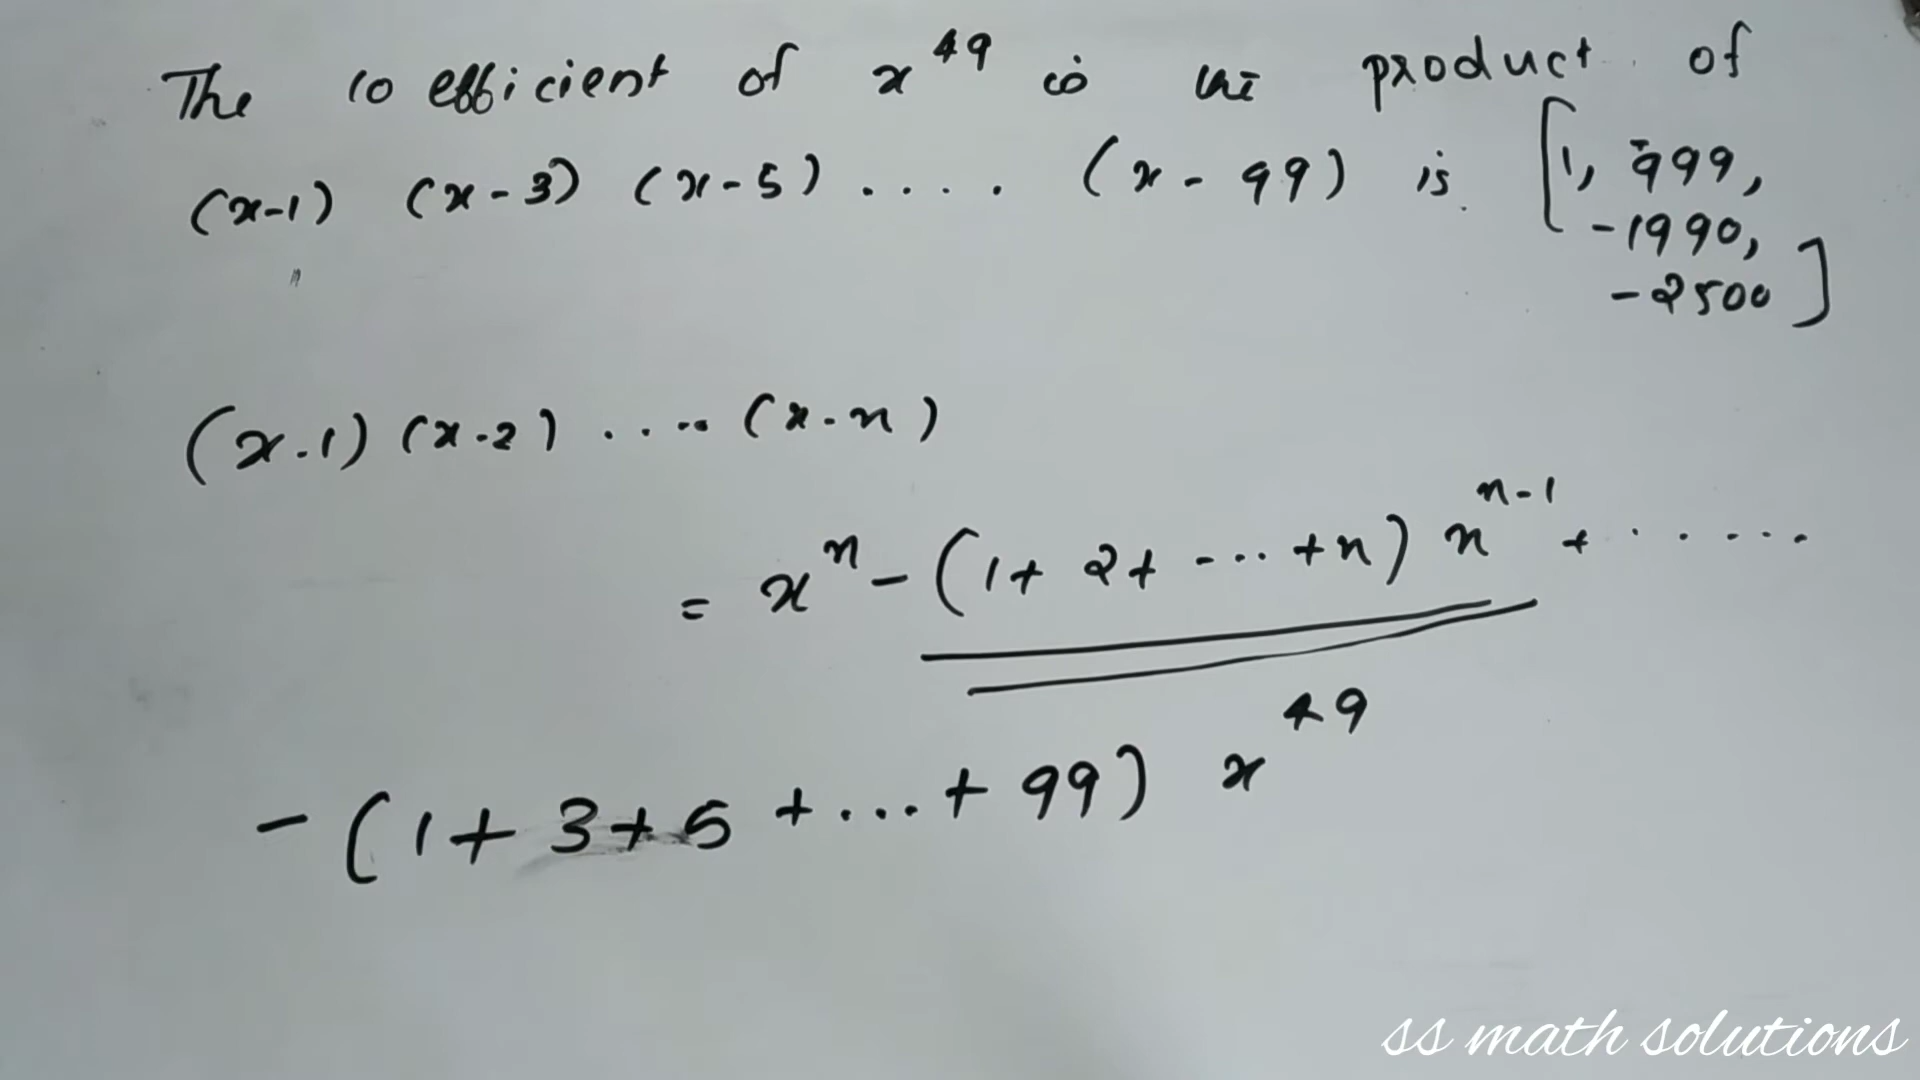 The coefficient of x^49 in the product of
(x-1) (x-3) (x-5) .... (x-99) is [1, -999,
-1990,
-2500]
(x-1) (x-2) ..... (x-n)
= x^n - (1+ 2+ ...+n) x^n-1 + .....
-(1+3+5+...+99) x^49
ss math solutions